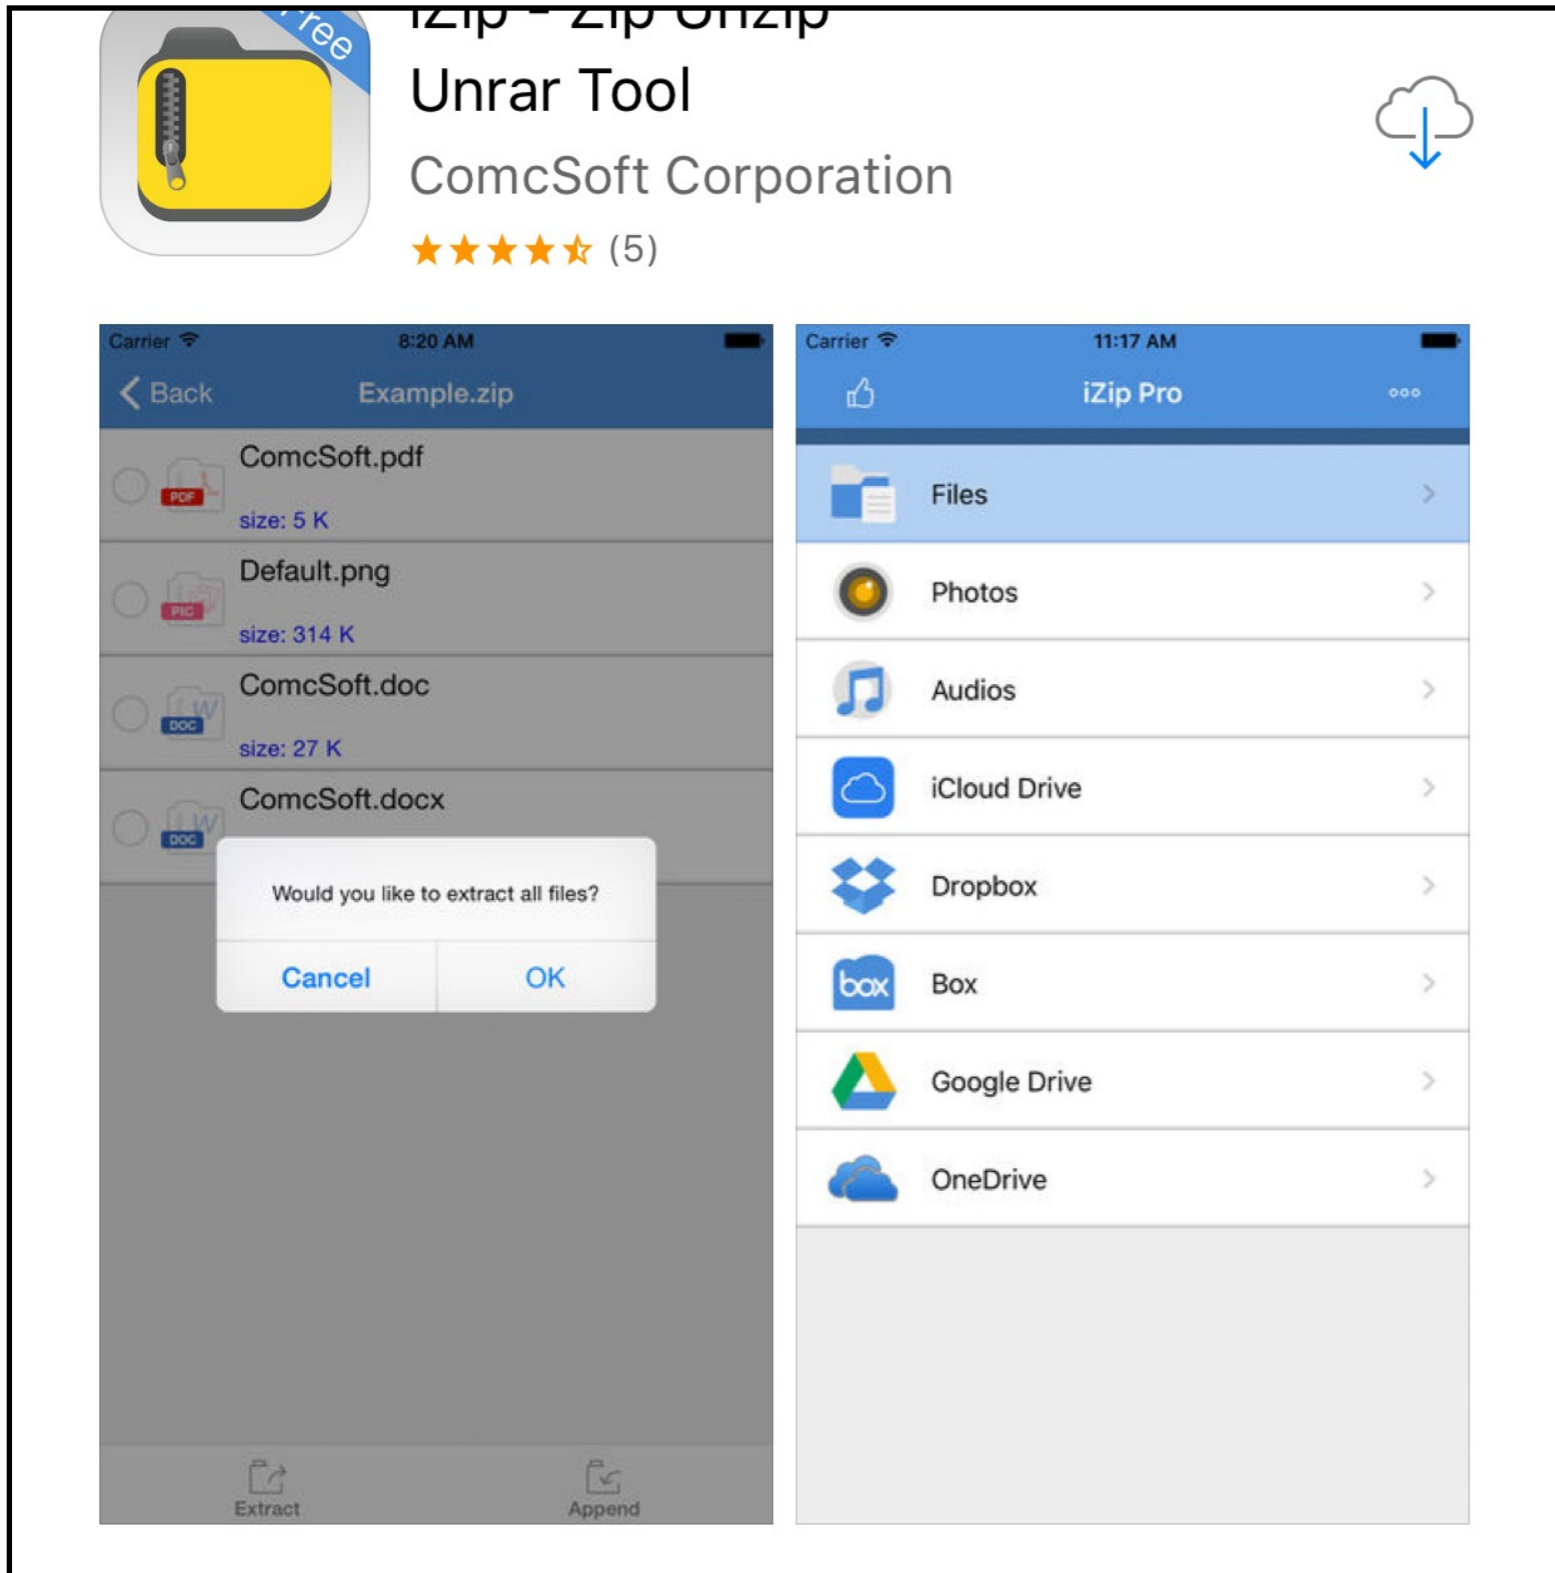 Free
iZip - Zip Unzip
Unrar Tool
ComcSoft Corporation
(5)
Carrier 8:20 AM
Back Example.zip
ComcSoft.pdf
PDF
size: 5 K
Default.png
PIC
size: 314 K
ComcSoft.doc
W
DOC
size: 27 K
ComcSoft.docx
W
DOC
Would you like to extract all files?
Cancel OK
Extract Append
Carrier 11:17 AM
iZip Pro
Files
Photos
Audios
iCloud Drive
Dropbox
box Box
Google Drive
OneDrive